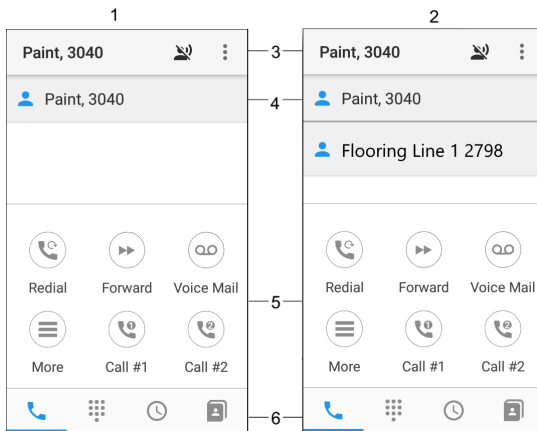 1
2
Paint, 3040
3
Paint, 3040
Paint, 3040
4
Paint, 3040
Flooring Line 1 2798
Redial Forward Voice Mail
Redial Forward Voice Mail
5
More Call #1 Call #2
More Call #1 Call #2
6